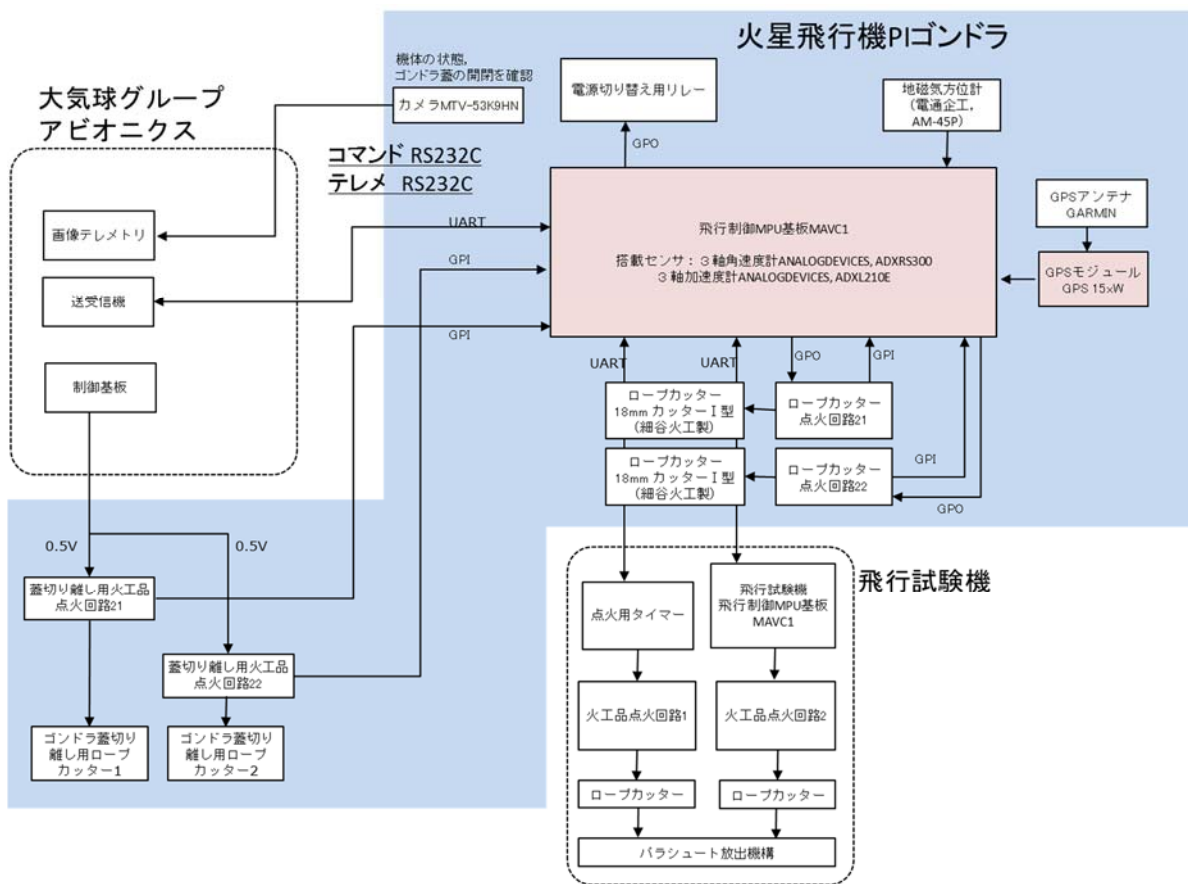 火星飛行機PIゴンドラ
機体の状態,
ゴンドラ蓋の開閉を確認
カメラMTV-53K9HN
電源切り替え用リレー
地磁気方位計
(電通企工,
AM-45P)
大気球グループ
アビオニクス
GPO
コマンド RS232C
テレメ RS232C
GPSアンテナ
GARMIN
画像テレメトリ
UART
飛行制御MPU基板MAVC1
搭載センサ：３軸角速度計ANALOGDEVICES, ADXRS300
３軸加速度計ANALOGDEVICES, ADXL210E
GPSモジュール
GPS 15xW
GPI
送受信機
GPI
制御基板
UART
UART
GPO
GPI
ロープカッター
18mm カッターⅠ型
(細谷火工製)
ロープカッター
点火回路21
ロープカッター
18mm カッターⅠ型
(細谷火工製)
ロープカッター
点火回路22
GPI
GPO
0.5V
0.5V
蓋切り離し用火工品
点火回路21
飛行試験機
点火用タイマー
飛行試験機
飛行制御MPU基板
MAVC1
蓋切り離し用火工品
点火回路22
火工品点火回路1
火工品点火回路2
ゴンドラ蓋切り
離し用ロープ
カッター1
ゴンドラ蓋切り
離し用ロープ
カッター2
ロープカッター
ロープカッター
パラシュート放出機構